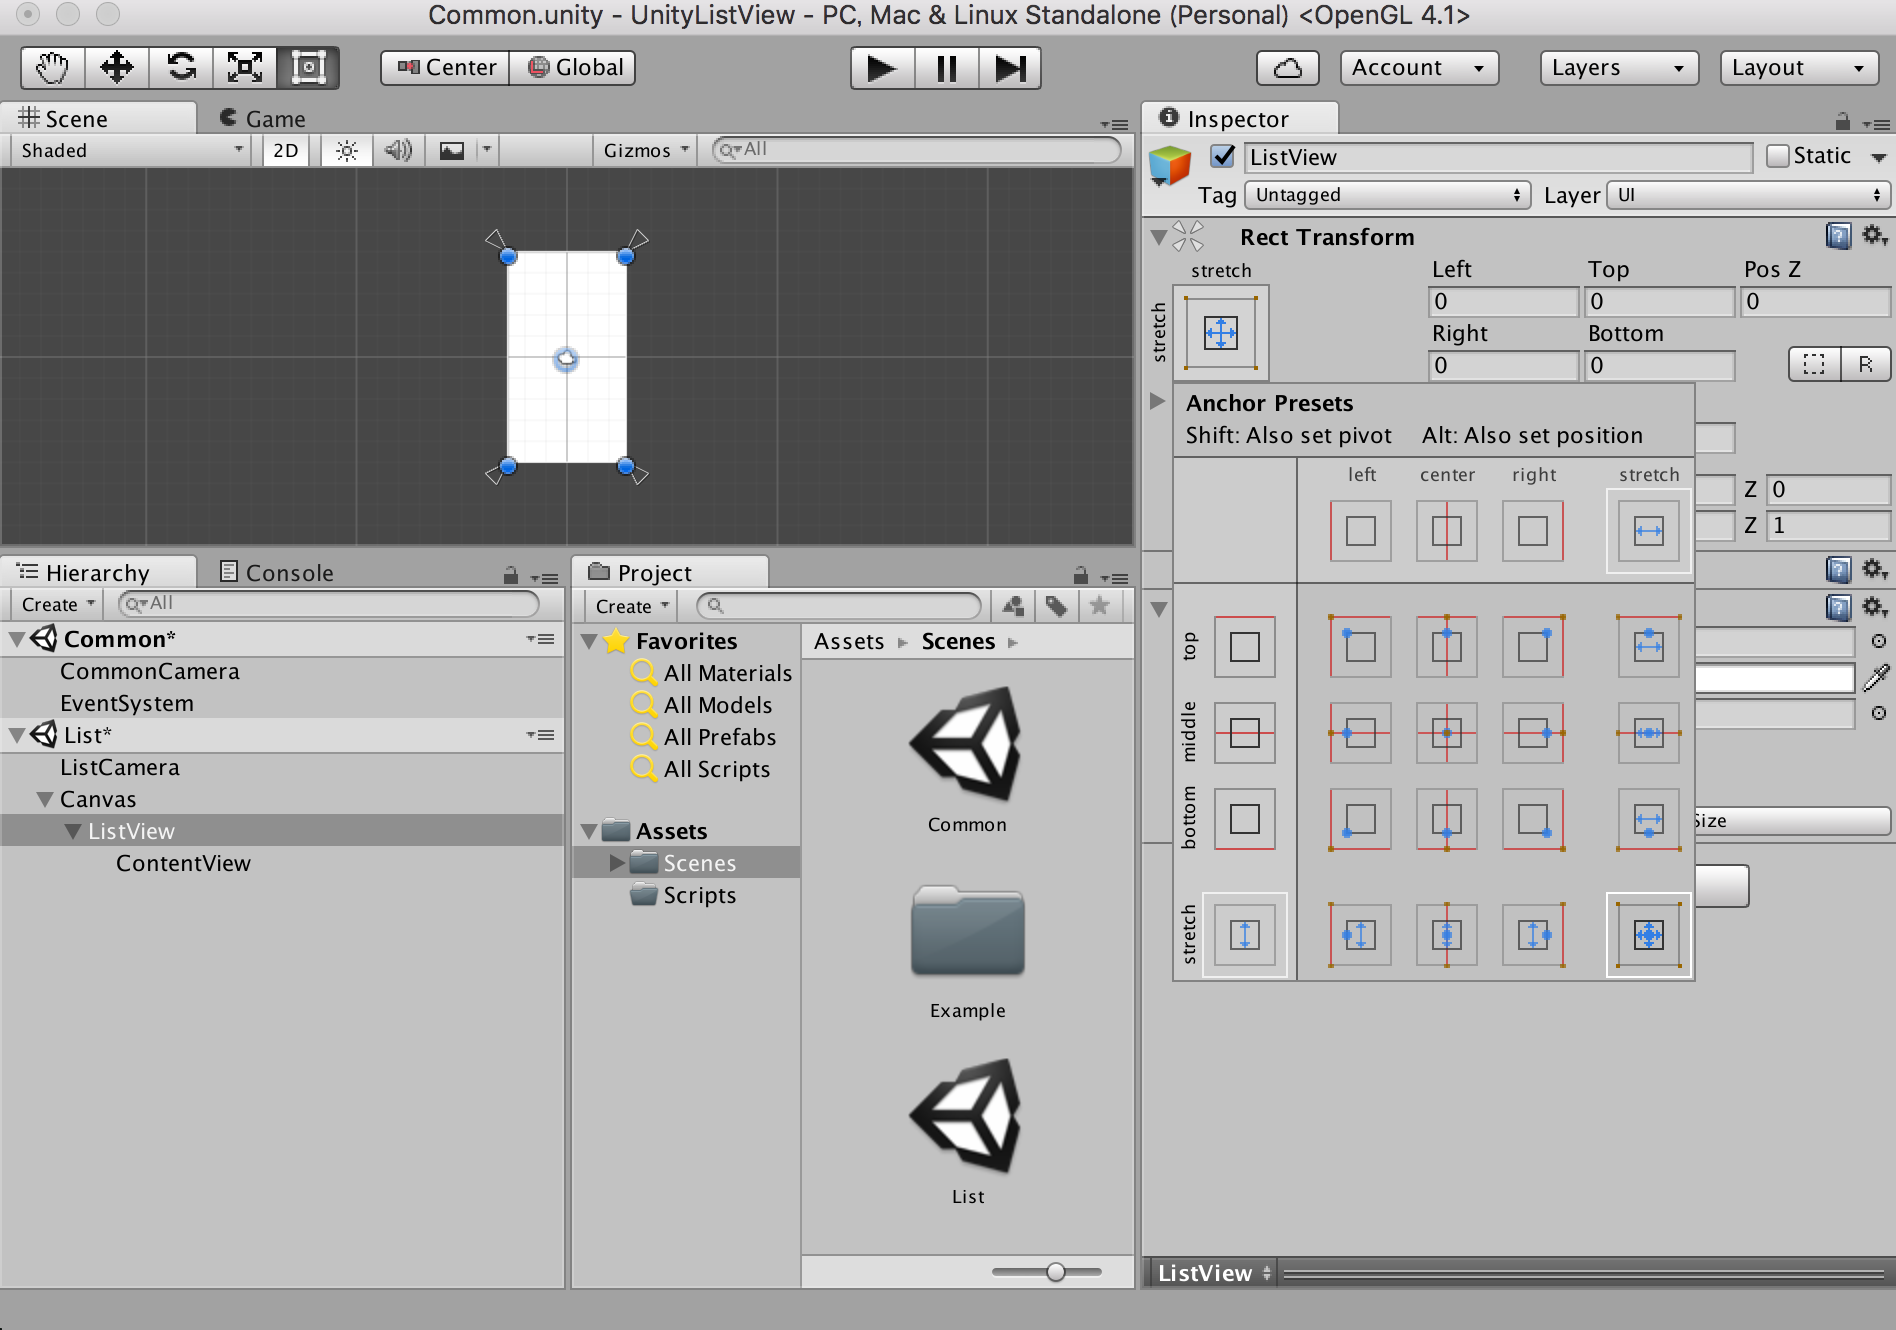 Common.unity - UnityListView - PC, Mac & Linux Standalone (Personal) <OpenGL 4.1>
Center Global Account Layers Layout
Scene Game
Shaded 2D Gizmos All
Inspector
ListView Static
Tag Untagged Layer UI
Rect Transform
stretch Left Top Pos Z
stretch 0 0 0
Right Bottom
0 0 R
Anchor Presets
Shift: Also set pivot Alt: Also set position
left center right stretch
Z 0
Z 1
top
middle
bottom
Size
stretch
ListView
Hierarchy Console
Create All
Common*
CommonCamera
EventSystem
List*
ListCamera
Canvas
ListView
ContentView
Project
Create
Favorites
All Materials
All Models
All Prefabs
All Scripts
Assets
Scenes
Scripts
Assets Scenes
Common
Example
List